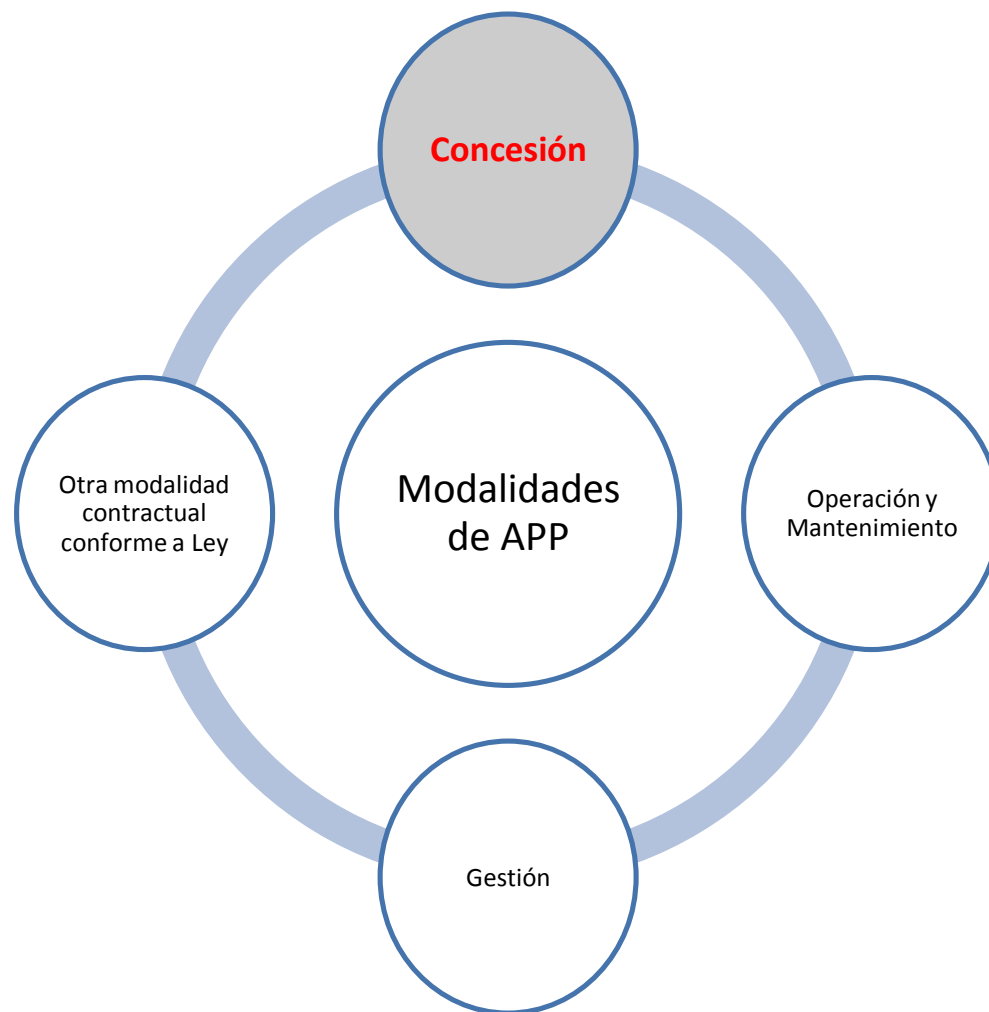 Concesión
Otra modalidad
contractual
conforme a Ley
Modalidades
de APP
Operación y
Mantenimiento
Gestión